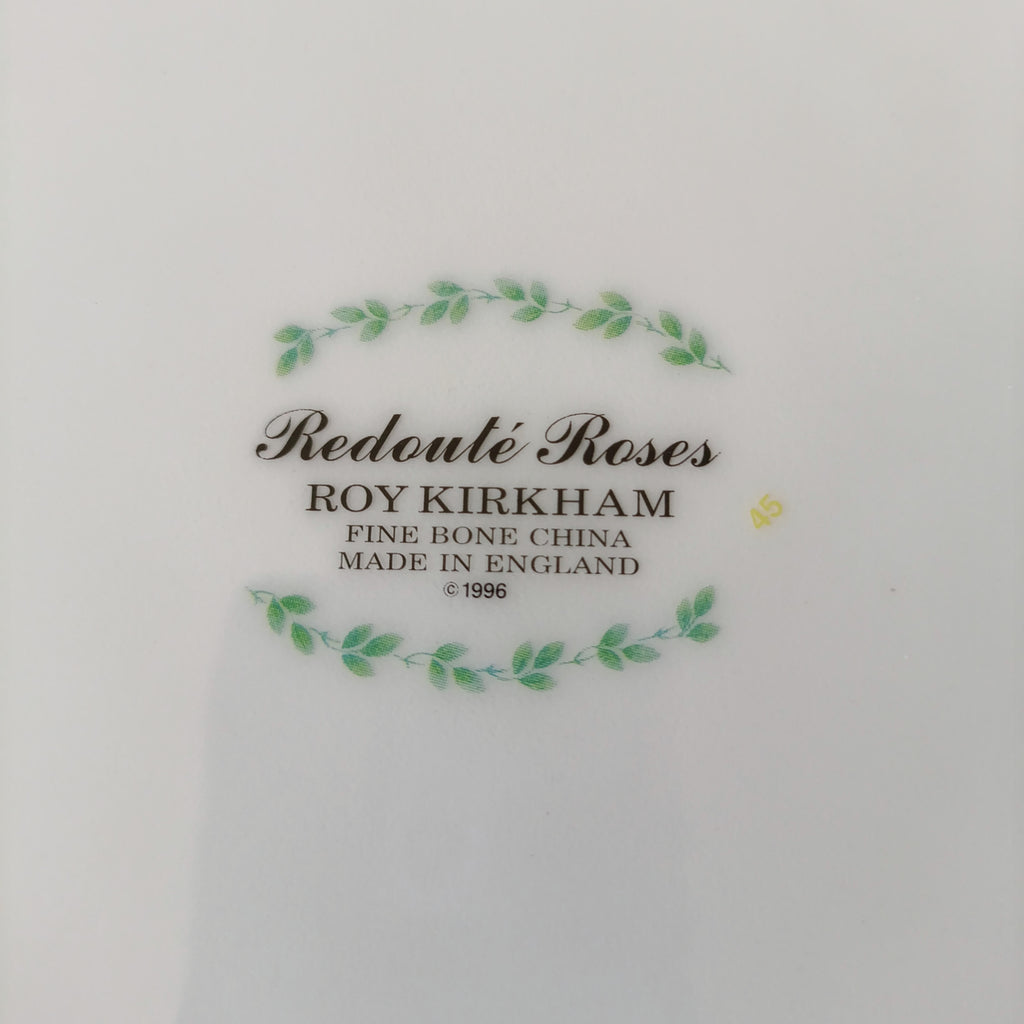 Redouté Roses
ROY KIRKHAM
FINE BONE CHINA
MADE IN ENGLAND
© 1996
45